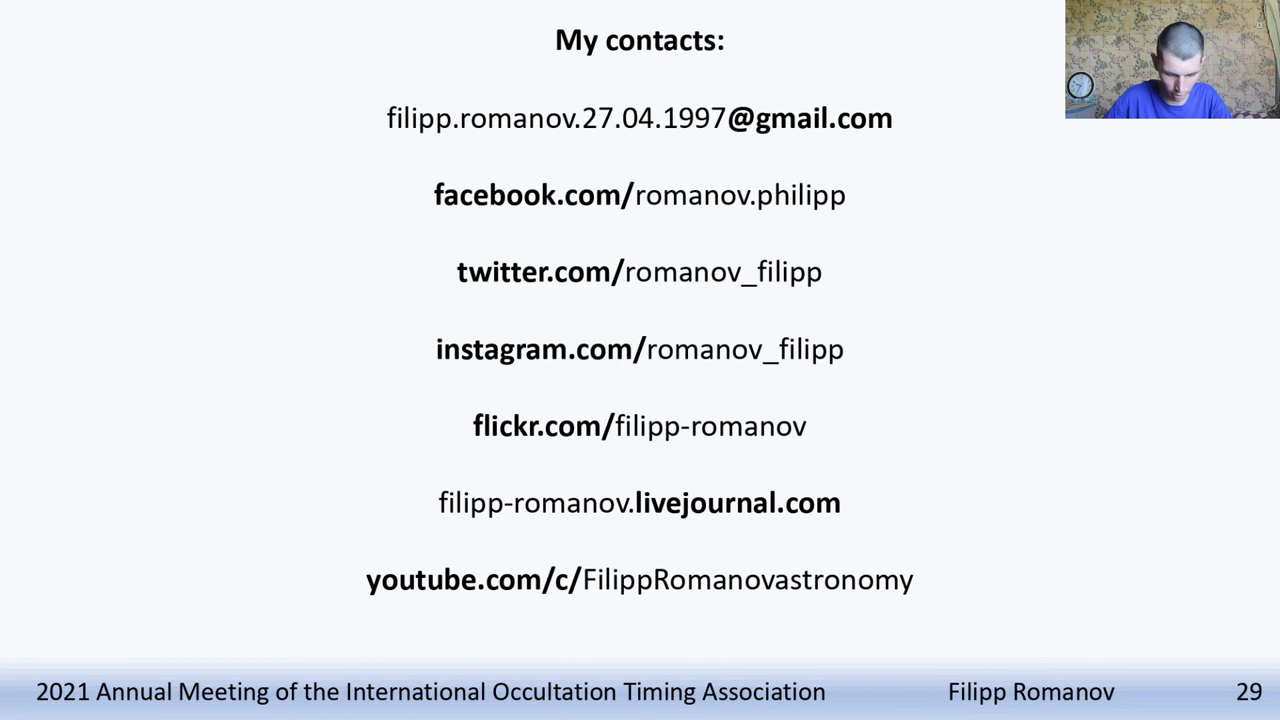 My contacts:
filipp.romanov.27.04.1997@gmail.com
facebook.com/romanov.philipp
twitter.com/romanov_filipp
instagram.com/romanov_filipp
flickr.com/filipp-romanov
filipp-romanov.livejournal.com
youtube.com/c/FilippRomanovastronomy
2021 Annual Meeting of the International Occultation Timing Association Filipp Romanov 29